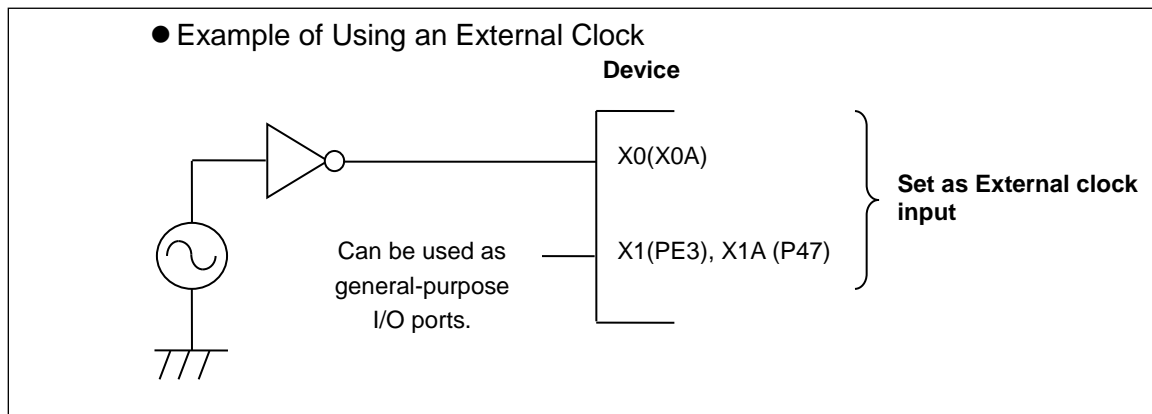 ● Example of Using an External Clock
Device
X0(X0A)
Set as External clock
input
Can be used as
general-purpose
I/O ports.
X1(PE3), X1A (P47)